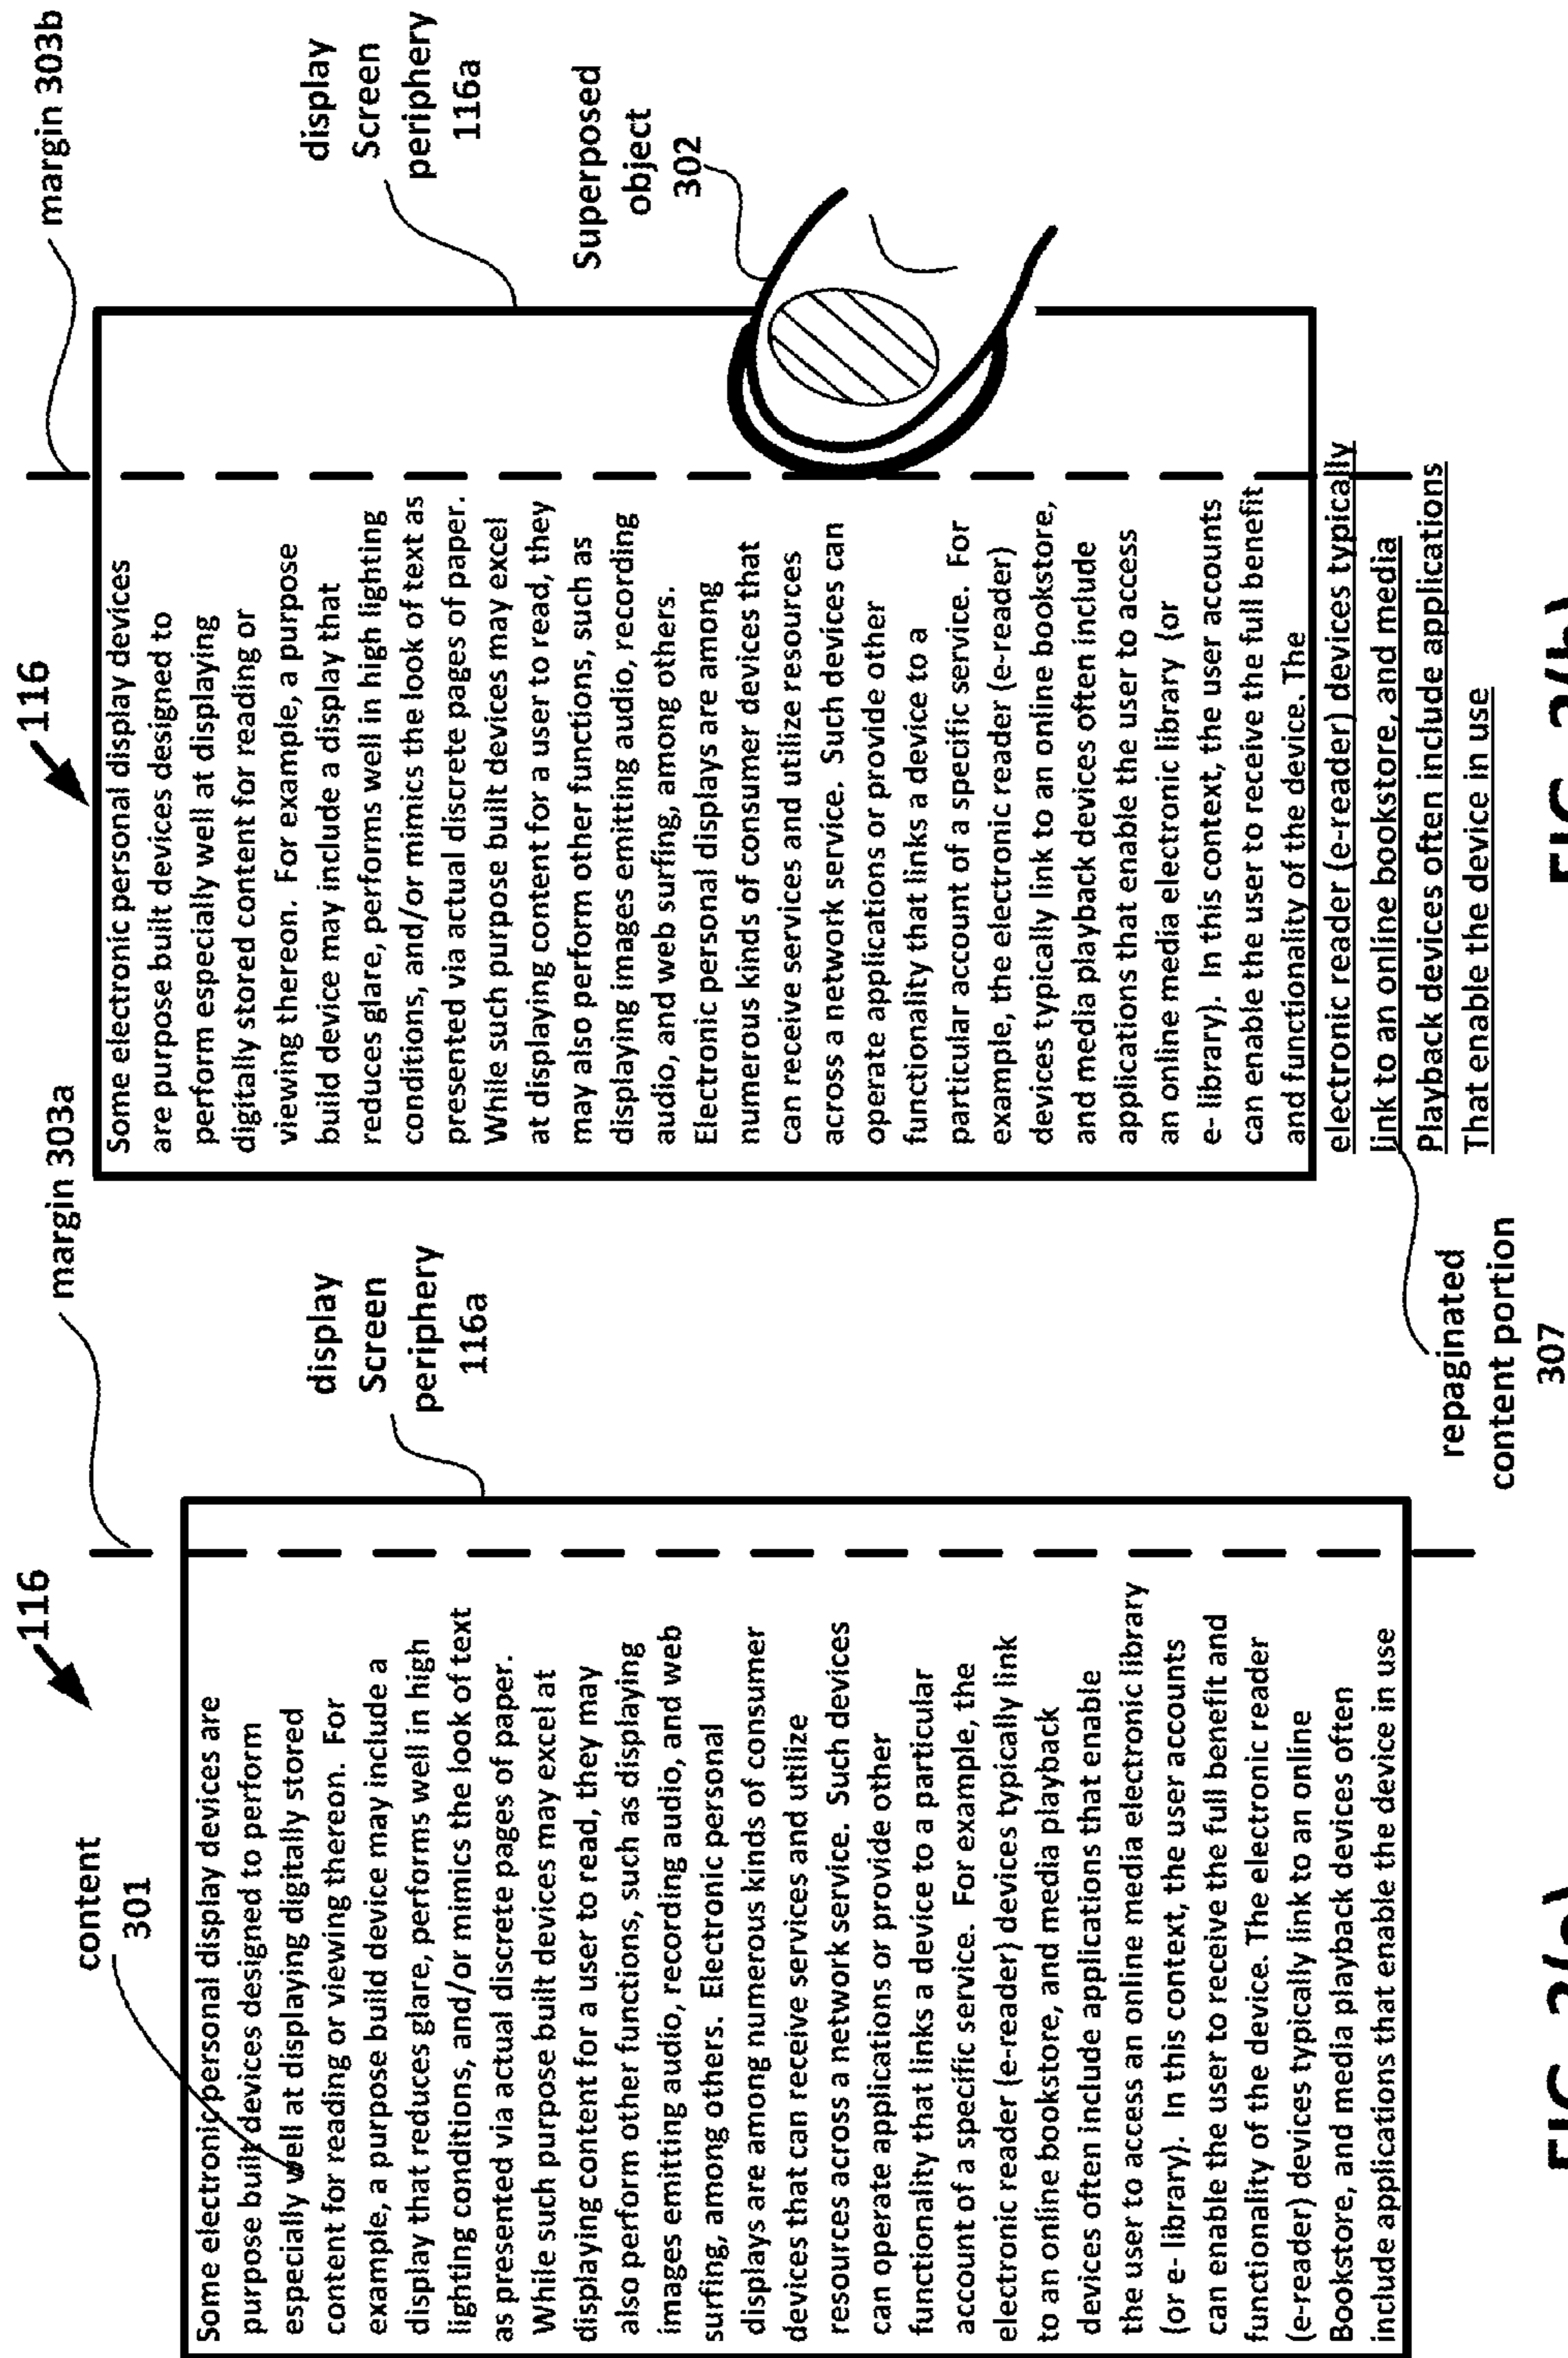 116
content
301
margin 303a
display
Screen
periphery
116a
Some electronic personal display devices are
purpose built devices designed to perform
especially well at displaying digitally stored
content for reading or viewing thereon. For
example, a purpose build device may include a
display that reduces glare, performs well in high
lighting conditions, and/or mimics the look of text
as presented via actual discrete pages of paper.
While such purpose built devices may excel at
displaying content for a user to read, they may
also perform other functions, such as displaying
images emitting audio, recording audio, and web
surfing, among others. Electronic personal
displays are among numerous kinds of consumer
devices that can receive services and utilize
resources across a network service. Such devices
can operate applications or provide other
functionality that links a device to a particular
account of a specific service. For example, the
electronic reader (e-reader) devices typically link
to an online bookstore, and media playback
devices often include applications that enable
the user to access an online media electronic library
(or e- library). In this context, the user accounts
can enable the user to receive the full benefit and
functionality of the device. The electronic reader
(e-reader) devices typically link to an online
Bookstore, and media playback devices often
include applications that enable the device in use
116
margin 303b
display
Screen
periphery
116a
Superposed
object
302
Some electronic personal display devices
are purpose built devices designed to
perform especially well at displaying
digitally stored content for reading or
viewing thereon. For example, a purpose
build device may include a display that
reduces glare, performs well in high lighting
conditions, and/or mimics the look of text as
presented via actual discrete pages of paper.
While such purpose built devices may excel
at displaying content for a user to read, they
may also perform other functions, such as
displaying images emitting audio, recording
audio, and web surfing, among others.
Electronic personal displays are among
numerous kinds of consumer devices that
can receive services and utilize resources
across a network service. Such devices can
operate applications or provide other
functionality that links a device to a
particular account of a specific service. For
example, the electronic reader (e-reader)
devices typically link to an online bookstore,
and media playback devices often include
applications that enable the user to access
an online media electronic library (or
e- library). In this context, the user accounts
can enable the user to receive the full benefit
and functionality of the device. The
electronic reader (e-reader) devices typically
link to an online bookstore, and media
Playback devices often include applications
That enable the device in use
repaginated
content portion
307